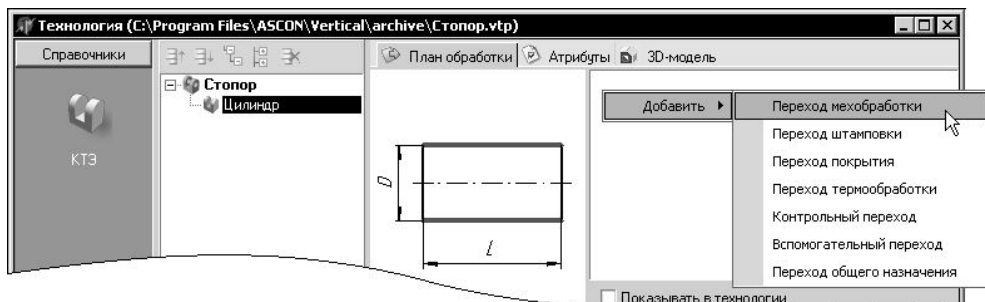 Технология (C:\Program Files\ASCON\Vertical\archive\Стопор.vtp)
Справочники
План обработки Атрибуты 3D-модель
Стопор
Цилиндр
КТЭ
D
L
Добавить
Переход мехобработки
Переход штамповки
Переход покрытия
Переход термообработки
Контрольный переход
Вспомогательный переход
Переход общего назначения
Показывать в технологии